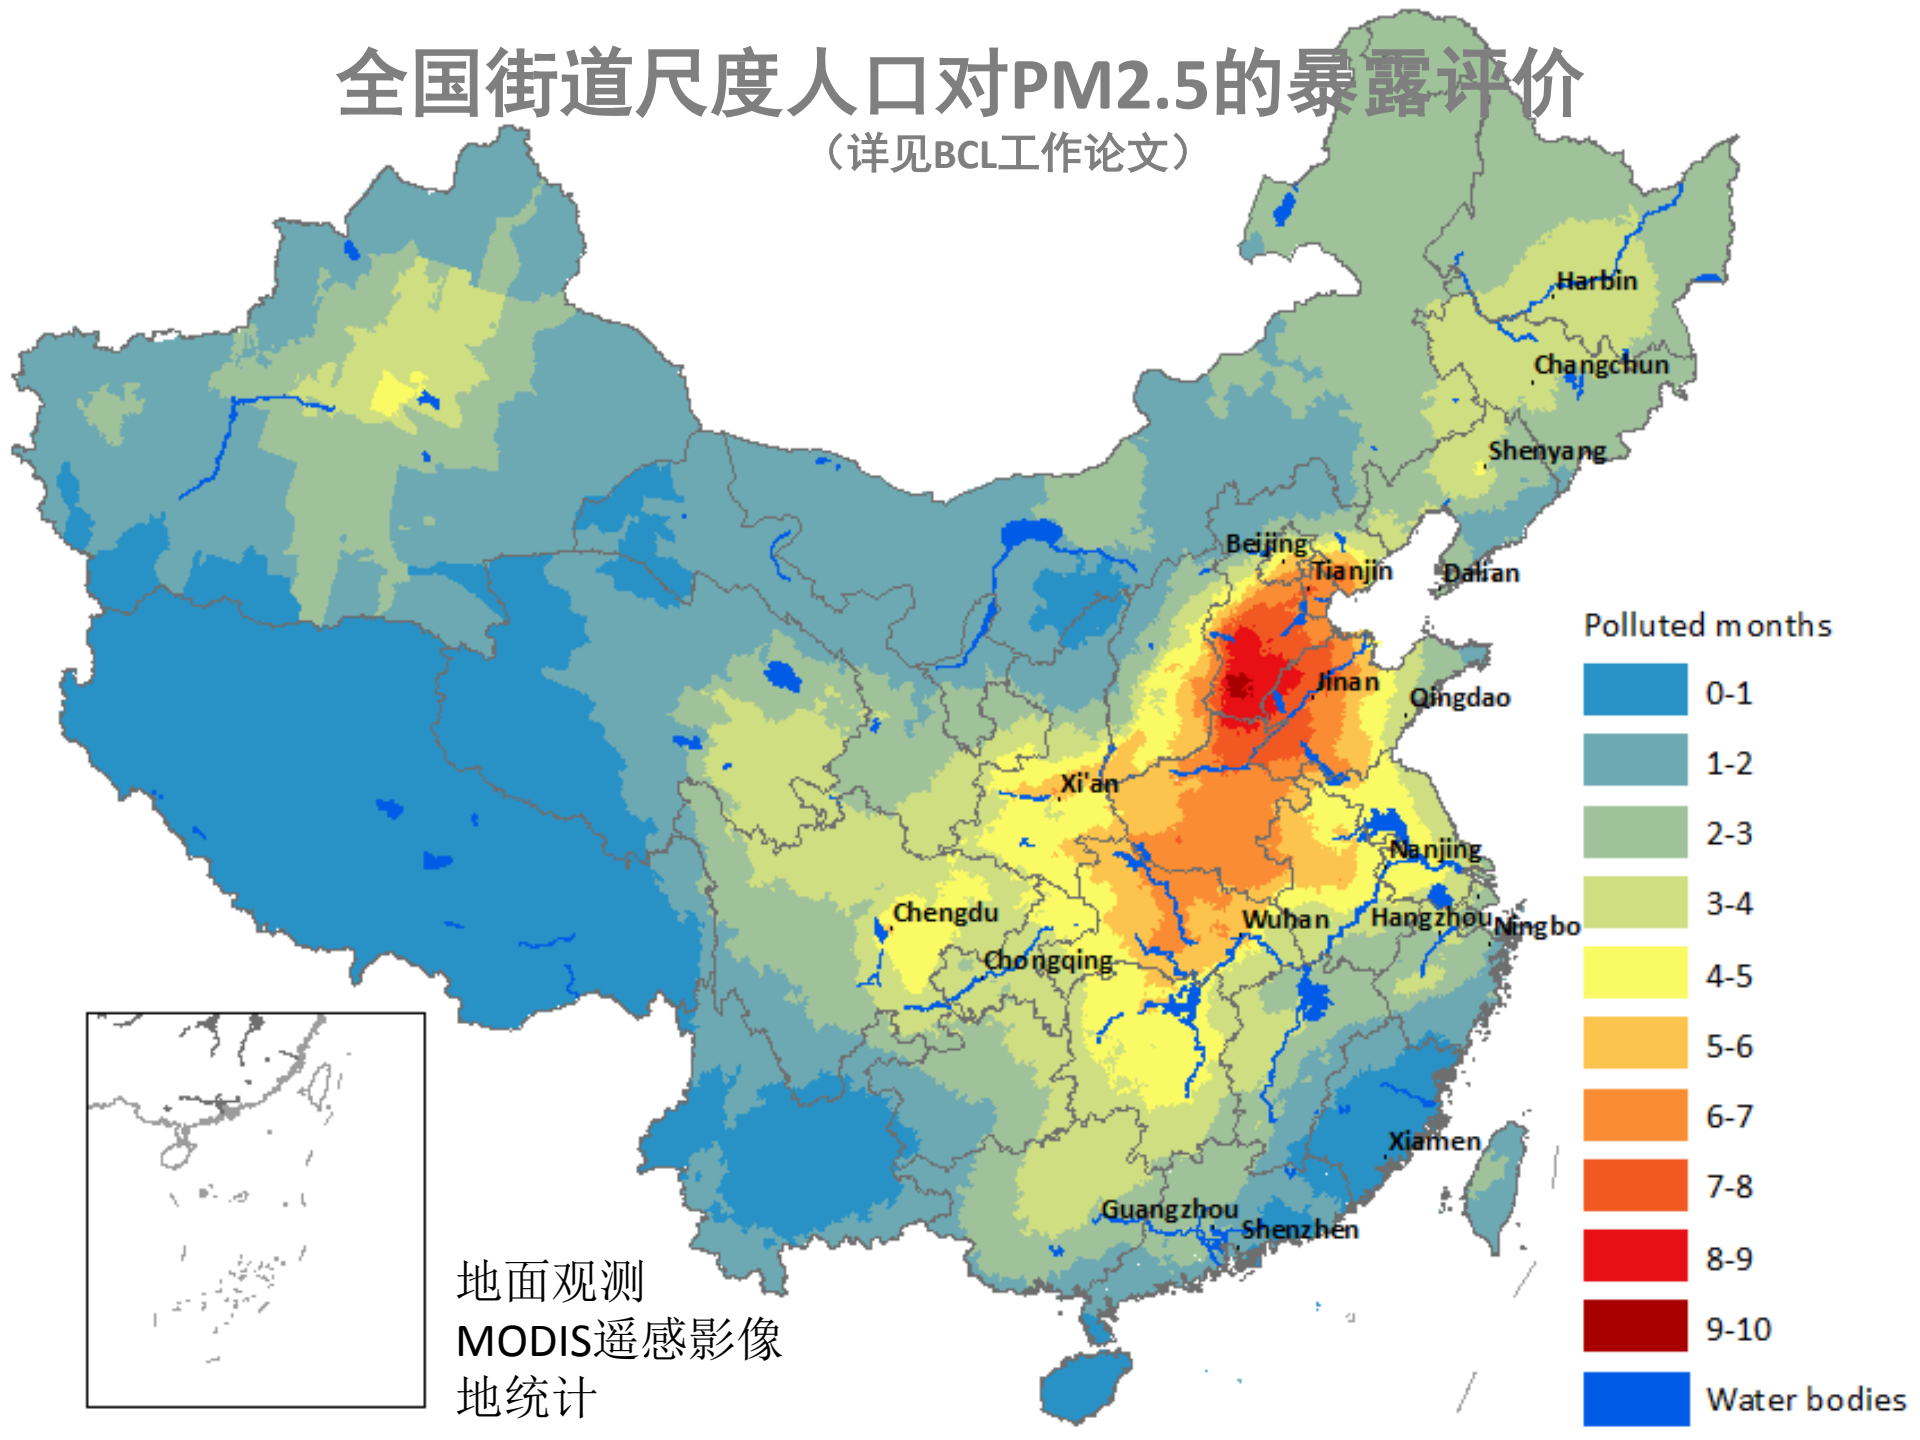 全国街道尺度人口对PM2.5的暴露评价
（详见BCL工作论文）
Harbin
Changchun
Shenyang
Beijing
Tianjin
Dalian
Jinan
Qingdao
Xi'an
Nanjing
Chengdu
Wuhan
Hangzhou
Ningbo
Chongqing
Xiamen
Guangzhou
Shenzhen
Polluted months
0-1
1-2
2-3
3-4
4-5
5-6
6-7
7-8
8-9
9-10
Water bodies
地面观测
MODIS遥感影像
地统计